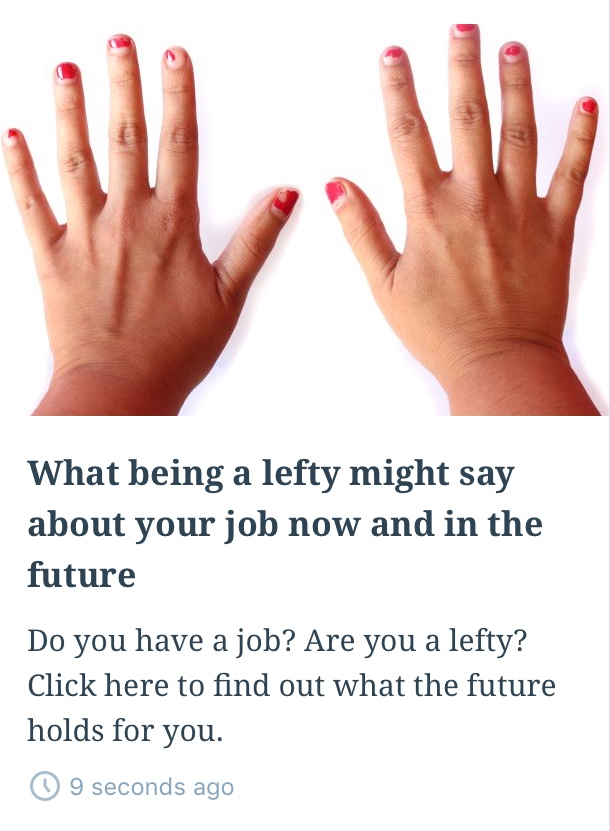 What being a lefty might say
about your job now and in the
future
Do you have a job? Are you a lefty?
Click here to find out what the future
holds for you.
9 seconds ago